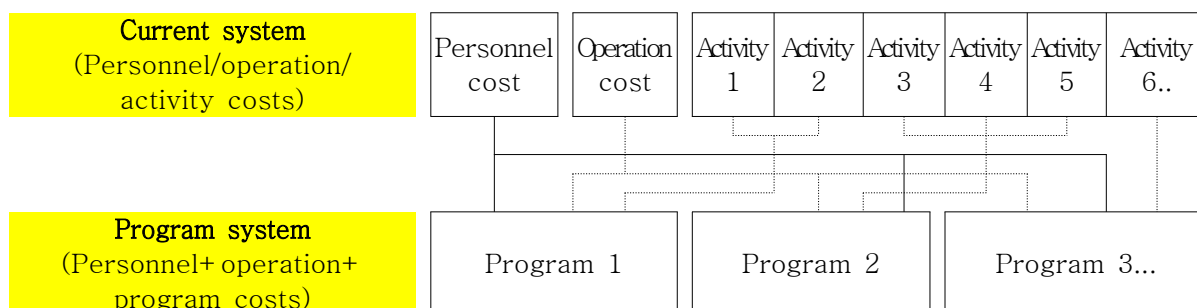 Current system
(Personnel/operation/
activity costs)
Personnel
cost
Operation
cost
Activity
1
Activity
2
Activity
3
Activity
4
Activity
5
Activity
6..
Program system
(Personnel+ operation+
program costs)
Program 1
Program 2
Program 3...